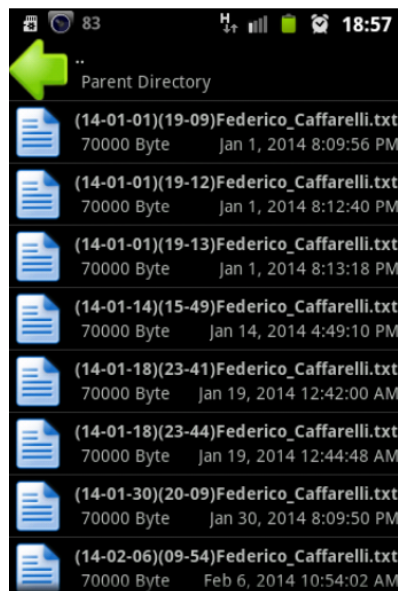 83 H 18:57
..
Parent Directory
(14-01-01)(19-09)Federico_Caffarelli.txt
70000 Byte Jan 1, 2014 8:09:56 PM
(14-01-01)(19-12)Federico_Caffarelli.txt
70000 Byte Jan 1, 2014 8:12:40 PM
(14-01-01)(19-13)Federico_Caffarelli.txt
70000 Byte Jan 1, 2014 8:13:18 PM
(14-01-14)(15-49)Federico_Caffarelli.txt
70000 Byte Jan 14, 2014 4:49:10 PM
(14-01-18)(23-41)Federico_Caffarelli.txt
70000 Byte Jan 19, 2014 12:42:00 AM
(14-01-18)(23-44)Federico_Caffarelli.txt
70000 Byte Jan 19, 2014 12:44:48 AM
(14-01-30)(20-09)Federico_Caffarelli.txt
70000 Byte Jan 30, 2014 8:09:50 PM
(14-02-06)(09-54)Federico_Caffarelli.txt
70000 Byte Feb 6, 2014 10:54:02 AM